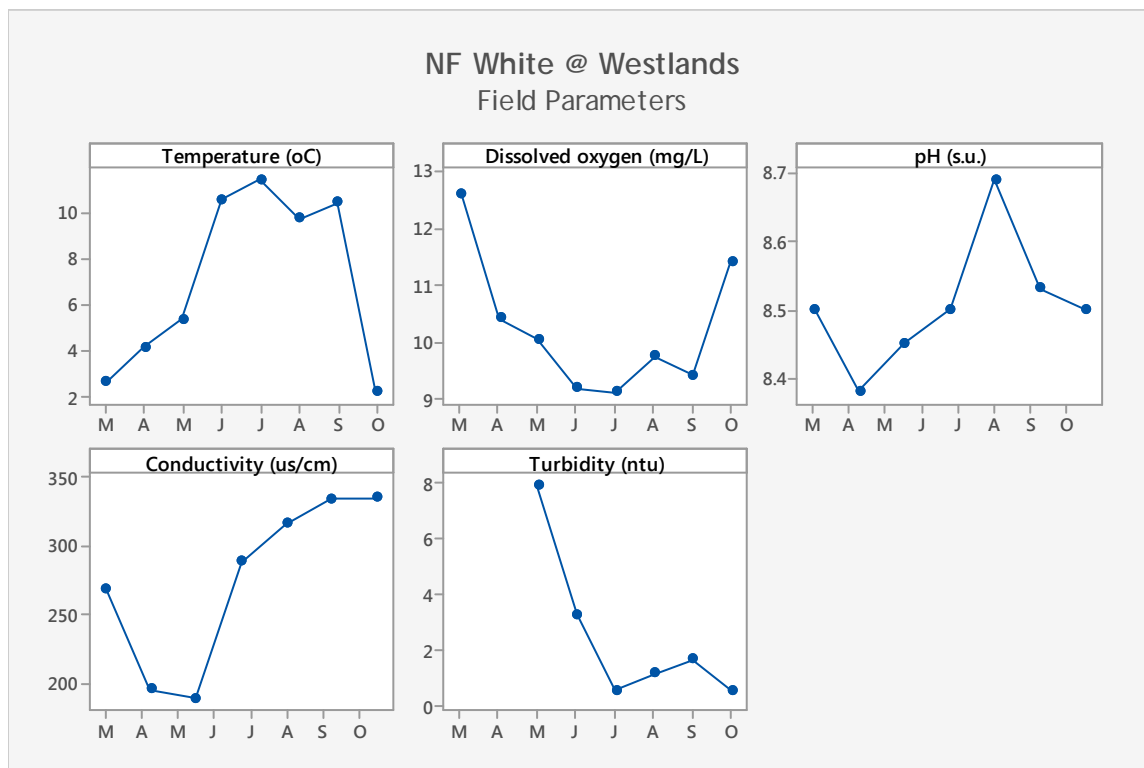 NF White @ Westlands
Field Parameters
Temperature (oC)
10
8
6
4
2
M A M J J A S O
Dissolved oxygen (mg/L)
13
12
11
10
9
M A M J J A S O
pH (s.u.)
8.7
8.6
8.5
8.4
M A M J J A S O
Conductivity (us/cm)
350
300
250
200
M A M J J A S O
Turbidity (ntu)
8
6
4
2
0
M A M J J A S O